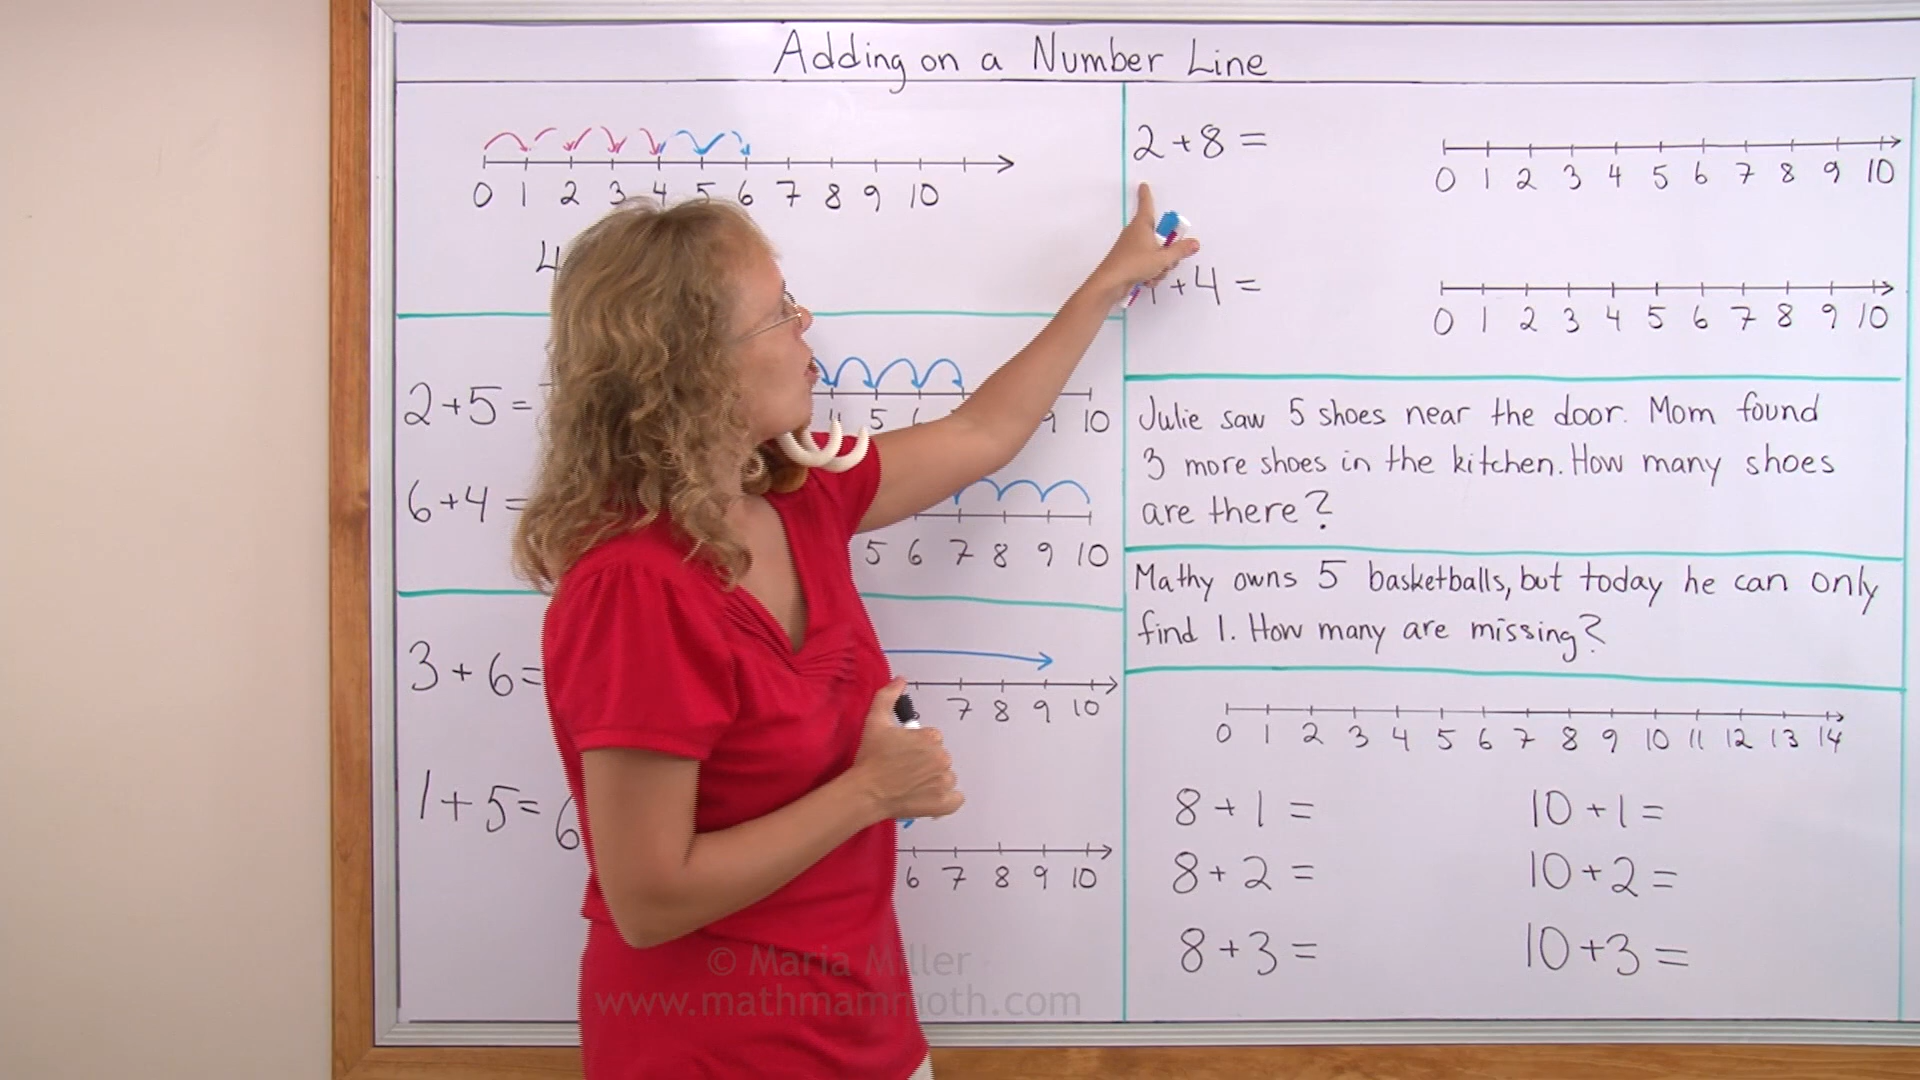 Adding on a Number Line
0 1 2 3 4 5 6 7 8 9 10
4
2+5=
4 5 6 9 10
6+4=
5 6 7 8 9 10
3+6=
7 8 9 10
1+5=6
6 7 8 9 10
2+8=
0 1 2 3 4 5 6 7 8 9 10
+4=
0 1 2 3 4 5 6 7 8 9 10
Julie saw 5 shoes near the door. Mom found
3 more shoes in the kitchen. How many shoes
are there?
Mathy owns 5 basketballs, but today he can only
find 1. How many are missing?
0 1 2 3 4 5 6 7 8 9 10 11 12 13 14
8+1= 10+1=
8+2= 10+2=
8+3= 10+3=
© Maria Miller
www.mathmammoth.com